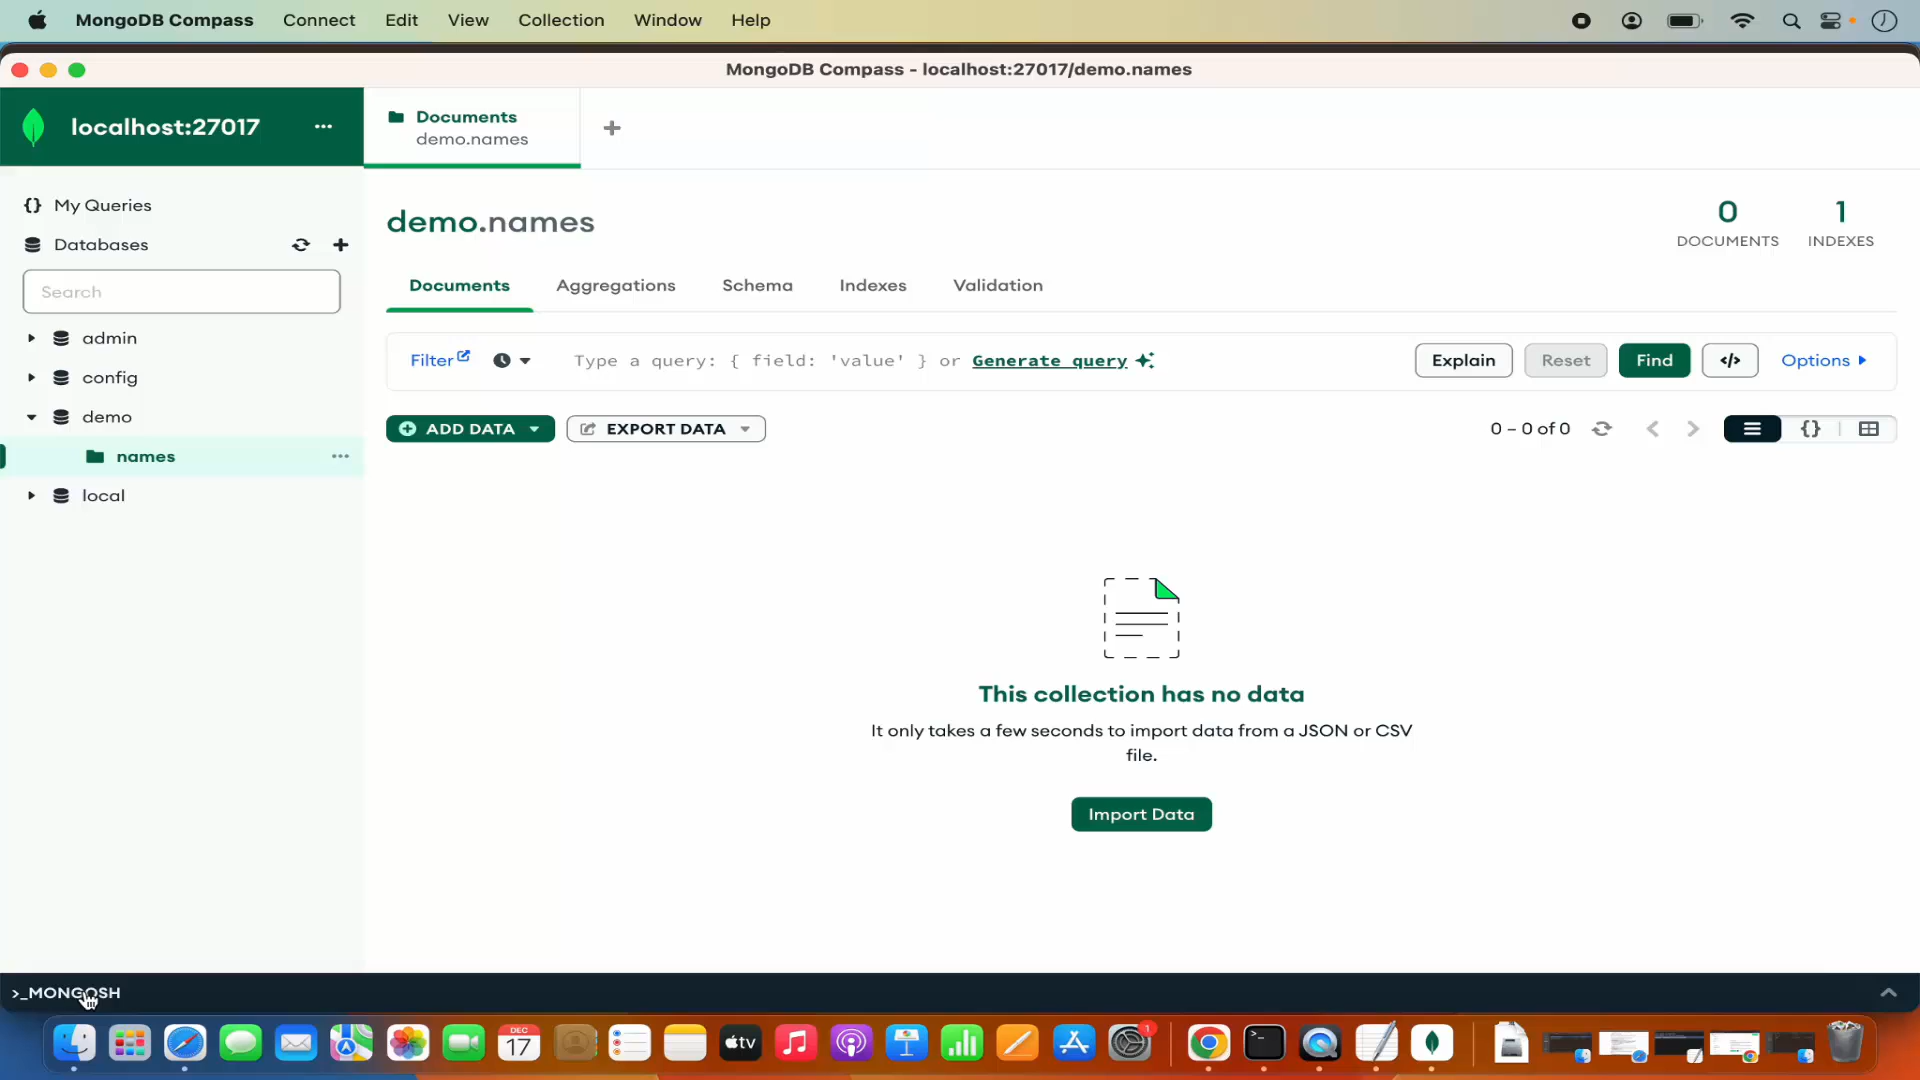 MongoDB Compass Connect Edit View Collection Window Help
MongoDB Compass - localhost:27017/demo.names
localhost:27017
Documents
demo.names
My Queries
Databases
Search
admin
config
demo
names
local
demo.names
0
DOCUMENTS
1
INDEXES
Documents Aggregations Schema Indexes Validation
Filter Type a query: { field: 'value' } or Generate query Explain Reset Find </> Options
ADD DATA EXPORT DATA 0 – 0 of 0 {}
This collection has no data
It only takes a few seconds to import data from a JSON or CSV
file.
Import Data
>_MONGOSH
DEC
17
tv
1